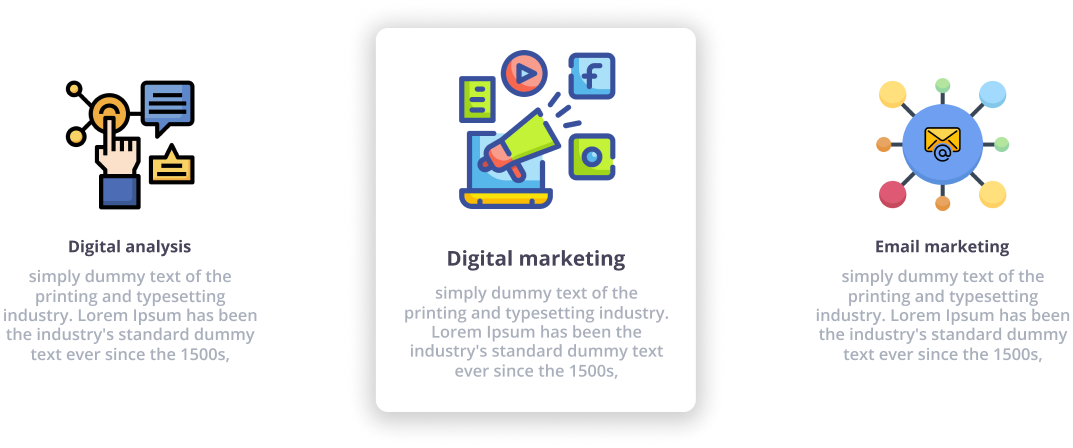 Digital analysis
simply dummy text of the
printing and typesetting
industry. Lorem Ipsum has been
the industry's standard dummy
text ever since the 1500s,
Digital marketing
simply dummy text of the
printing and typesetting industry.
Lorem Ipsum has been the
industry's standard dummy text
ever since the 1500s,
Email marketing
simply dummy text of the
printing and typesetting
industry. Lorem Ipsum has been
the industry's standard dummy
text ever since the 1500s,